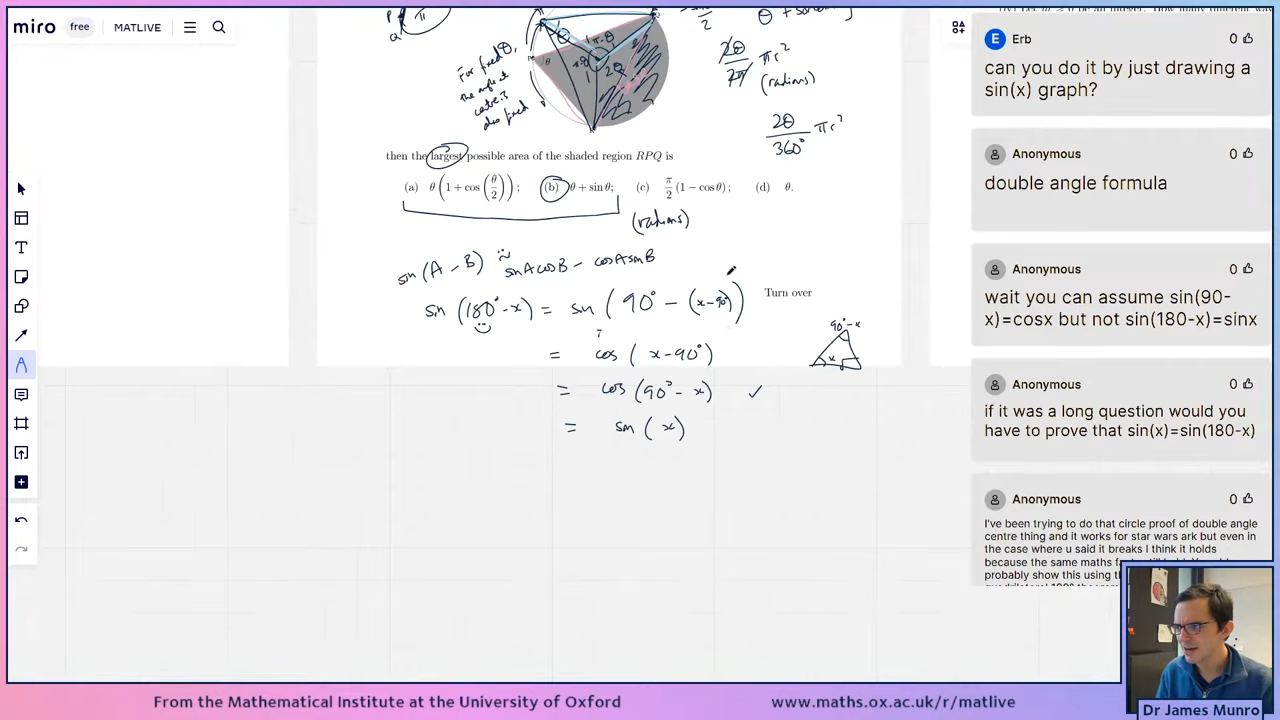 miro free MATLIVE
P
Q
π
For fixed θ,
the angle at
centre is
also fixed
θ
π-θ
2θ
2
2θ
2π πr²
(radians)
2θ
360° πr²
then the largest possible area of the shaded region RPQ is
(a) θ(1 + cos(θ/2)); (b) θ + sin θ; (c) π/2 (1 − cos θ); (d) θ.
(radians)
sin(A − B) = sinAcosB − cosAsinB
sin(180° − x) = sin(90° − (x−90°))
Turn over
90°-x
x
= cos(x−90°)
= cos(90° − x) ✓
= sin(x)
E Erb 0
can you do it by just drawing a
sin(x) graph?
Anonymous 0
double angle formula
Anonymous 0
wait you can assume sin(90-
x)=cosx but not sin(180-x)=sinx
Anonymous 0
if it was a long question would you
have to prove that sin(x)=sin(180-x)
Anonymous 0
I've been trying to do that circle proof of double angle
centre thing and it works for star wars ark but even in
the case where u said it breaks I think it holds
because the same maths
probably show this using
Dr James Munro
From the Mathematical Institute at the University of Oxford
www.maths.ox.ac.uk/r/matlive